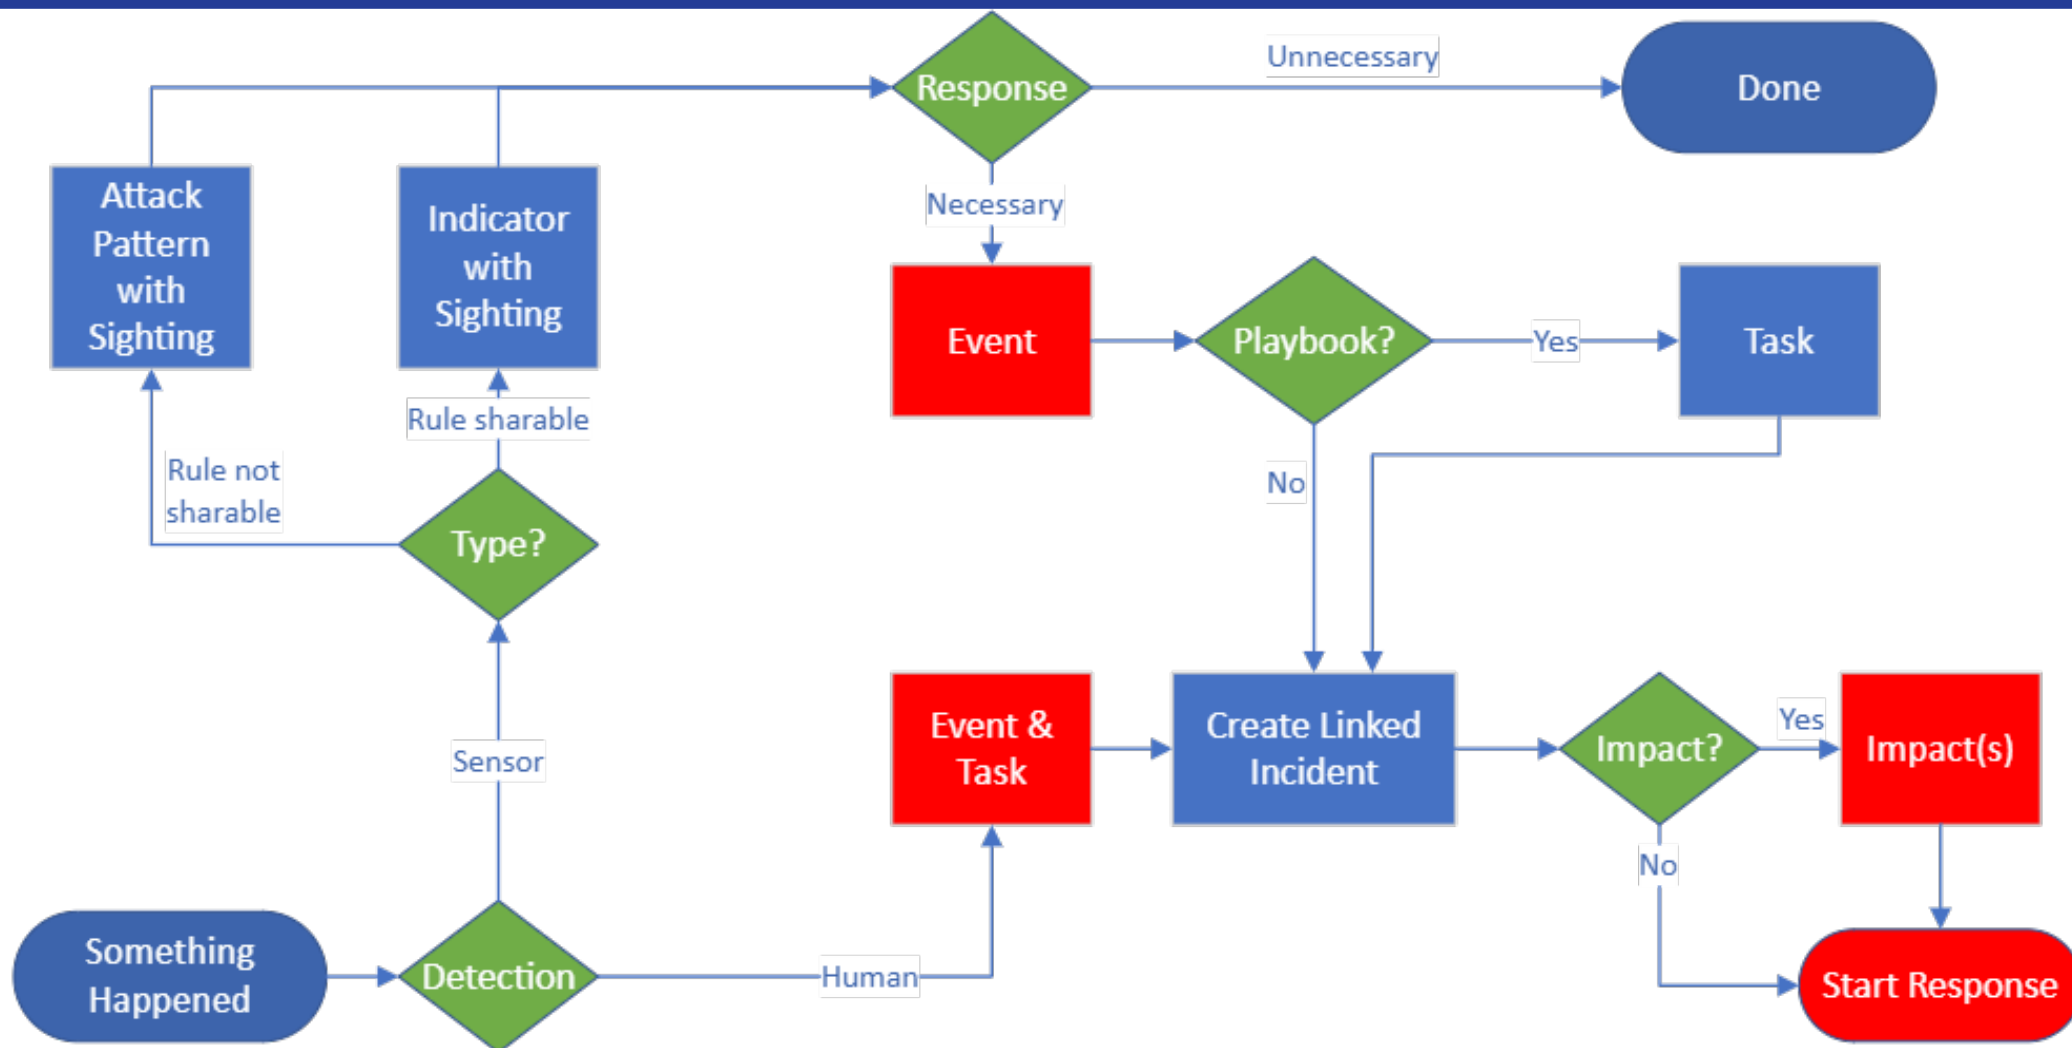 Response
Unnecessary
Done
Attack
Pattern
with
Sighting
Indicator
with
Sighting
Necessary
Event
Playbook?
Yes
Task
Rule sharable
Rule not
sharable
No
Type?
Sensor
Event &
Task
Create Linked
Incident
Impact?
Yes
Impact(s)
No
Something
Happened
Detection
Human
Start Response